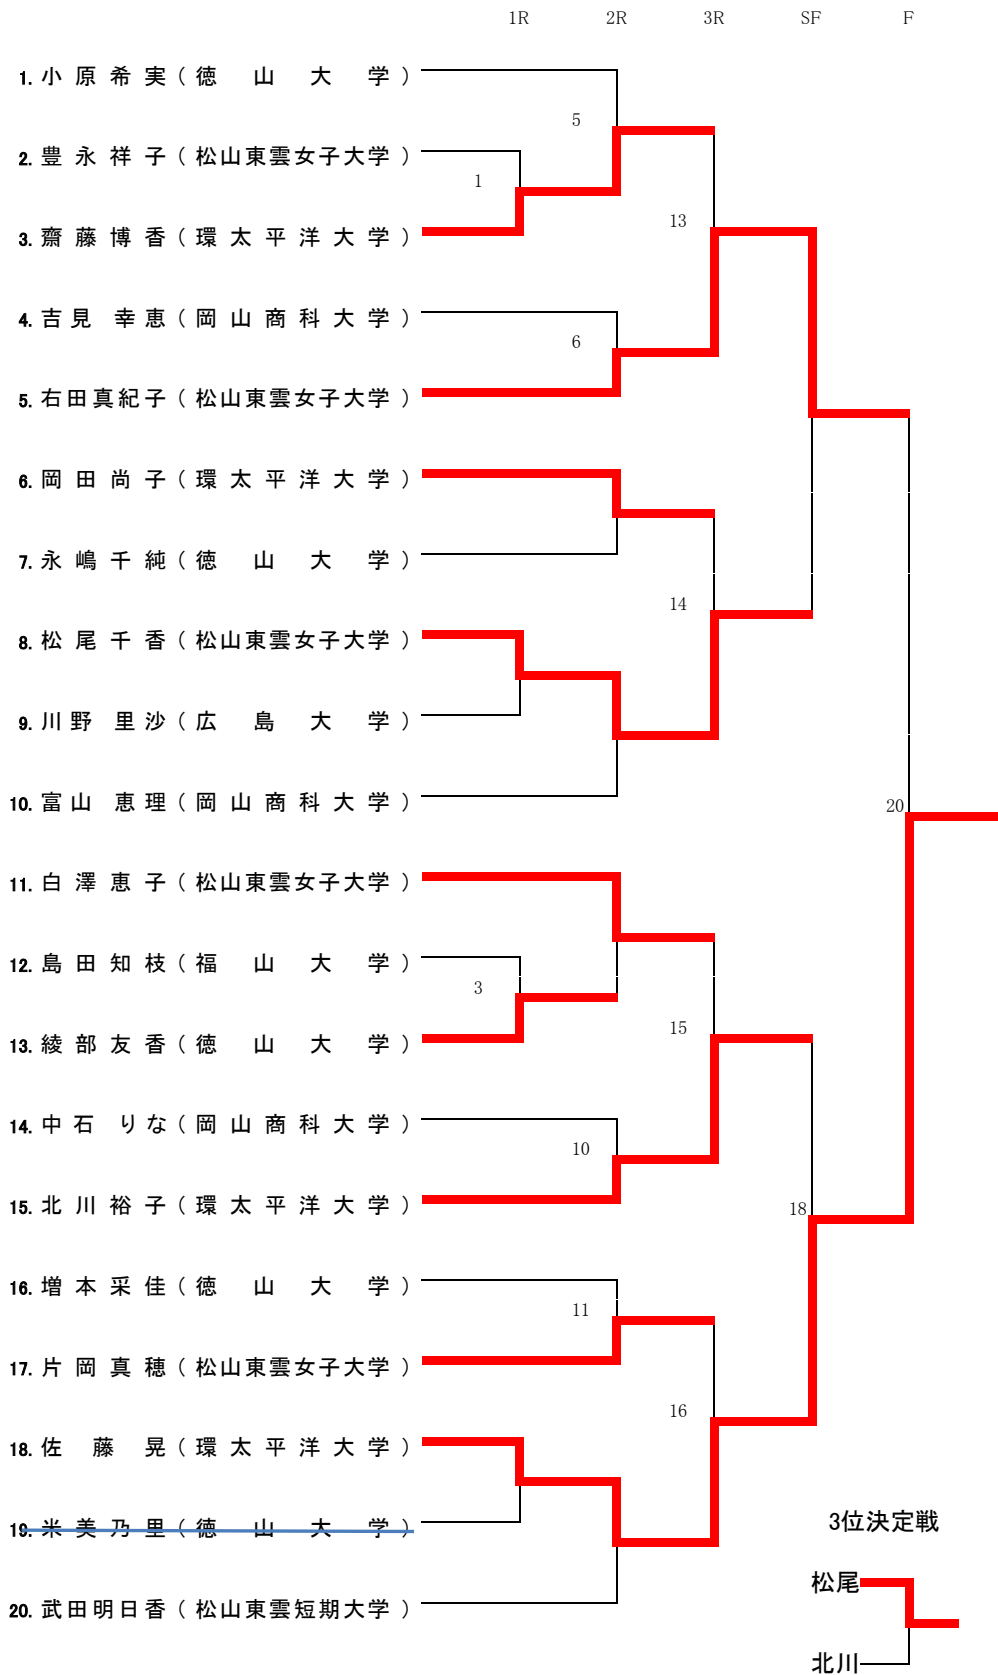 1R 2R 3R SF F
1. 小原希実（徳山大学）
5
2. 豊永祥子（松山東雲女子大学）
1
13
3. 齋藤博香（環太平洋大学）
4. 吉見 幸恵（岡山商科大学）
6
5. 右田真紀子（松山東雲女子大学）
6. 岡田尚子（環太平洋大学）
7. 永嶋千純（徳山大学）
14
8. 松尾千香（松山東雲女子大学）
9. 川野 里沙（広島大学）
10. 富山 恵理（岡山商科大学）
20
11. 白澤恵子（松山東雲女子大学）
12. 島田知枝（福山大学）
3
15
13. 綾部友香（徳山大学）
14. 中石 りな（岡山商科大学）
10
15. 北川裕子（環太平洋大学）
18
16. 増本采佳（徳山大学）
11
17. 片岡真穂（松山東雲女子大学）
16
18. 佐藤晃（環太平洋大学）
19. 米美乃里（徳山大学）
3位決定戦
松尾
20. 武田明日香（松山東雲短期大学）
北川